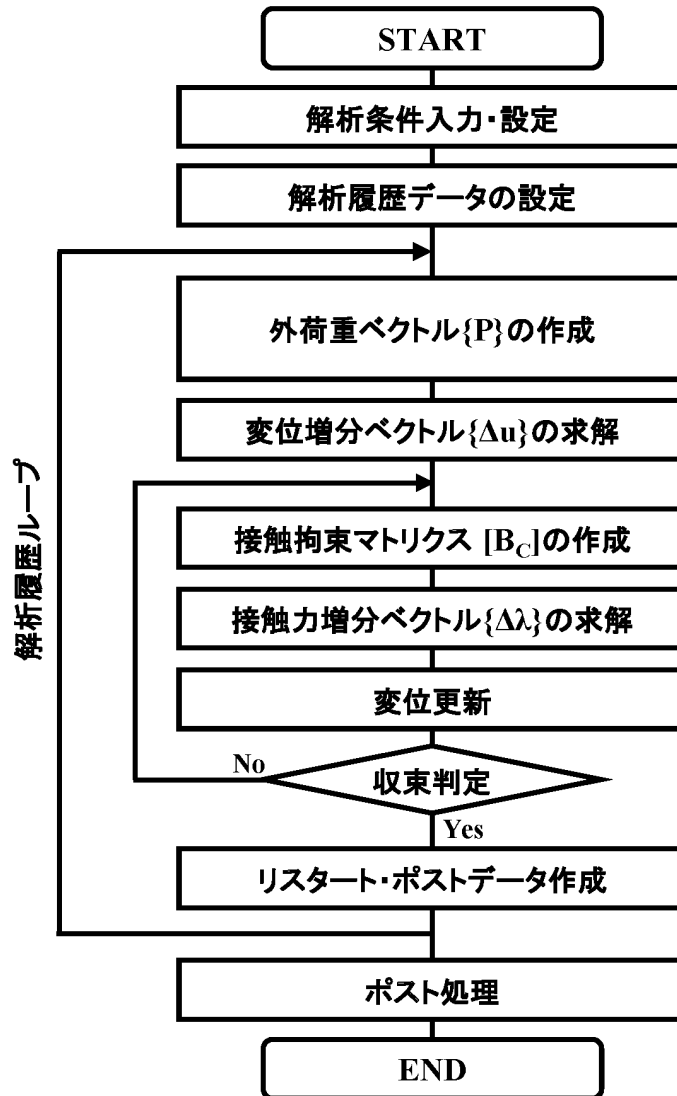 START
解析条件入力・設定
解析履歴データの設定
外荷重ベクトル{P}の作成
変位増分ベクトル{Δu}の求解
接触拘束マトリクス [B_C]の作成
接触力増分ベクトル{Δλ}の求解
変位更新
収束判定
No
Yes
リスタート・ポストデータ作成
解析履歴ループ
ポスト処理
END